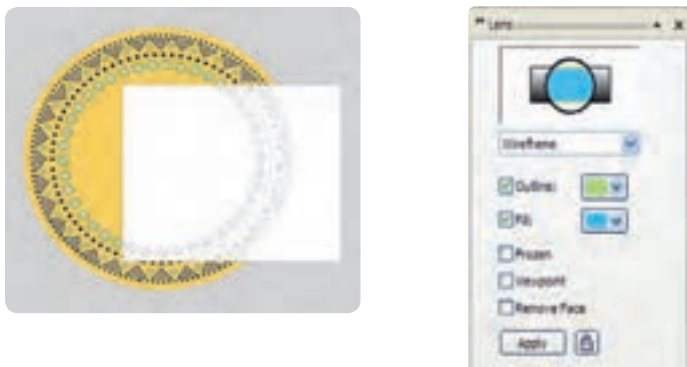 Lens
Wireframe
Outline:
Fill:
Frozen
Viewpoint
Remove Face
Apply